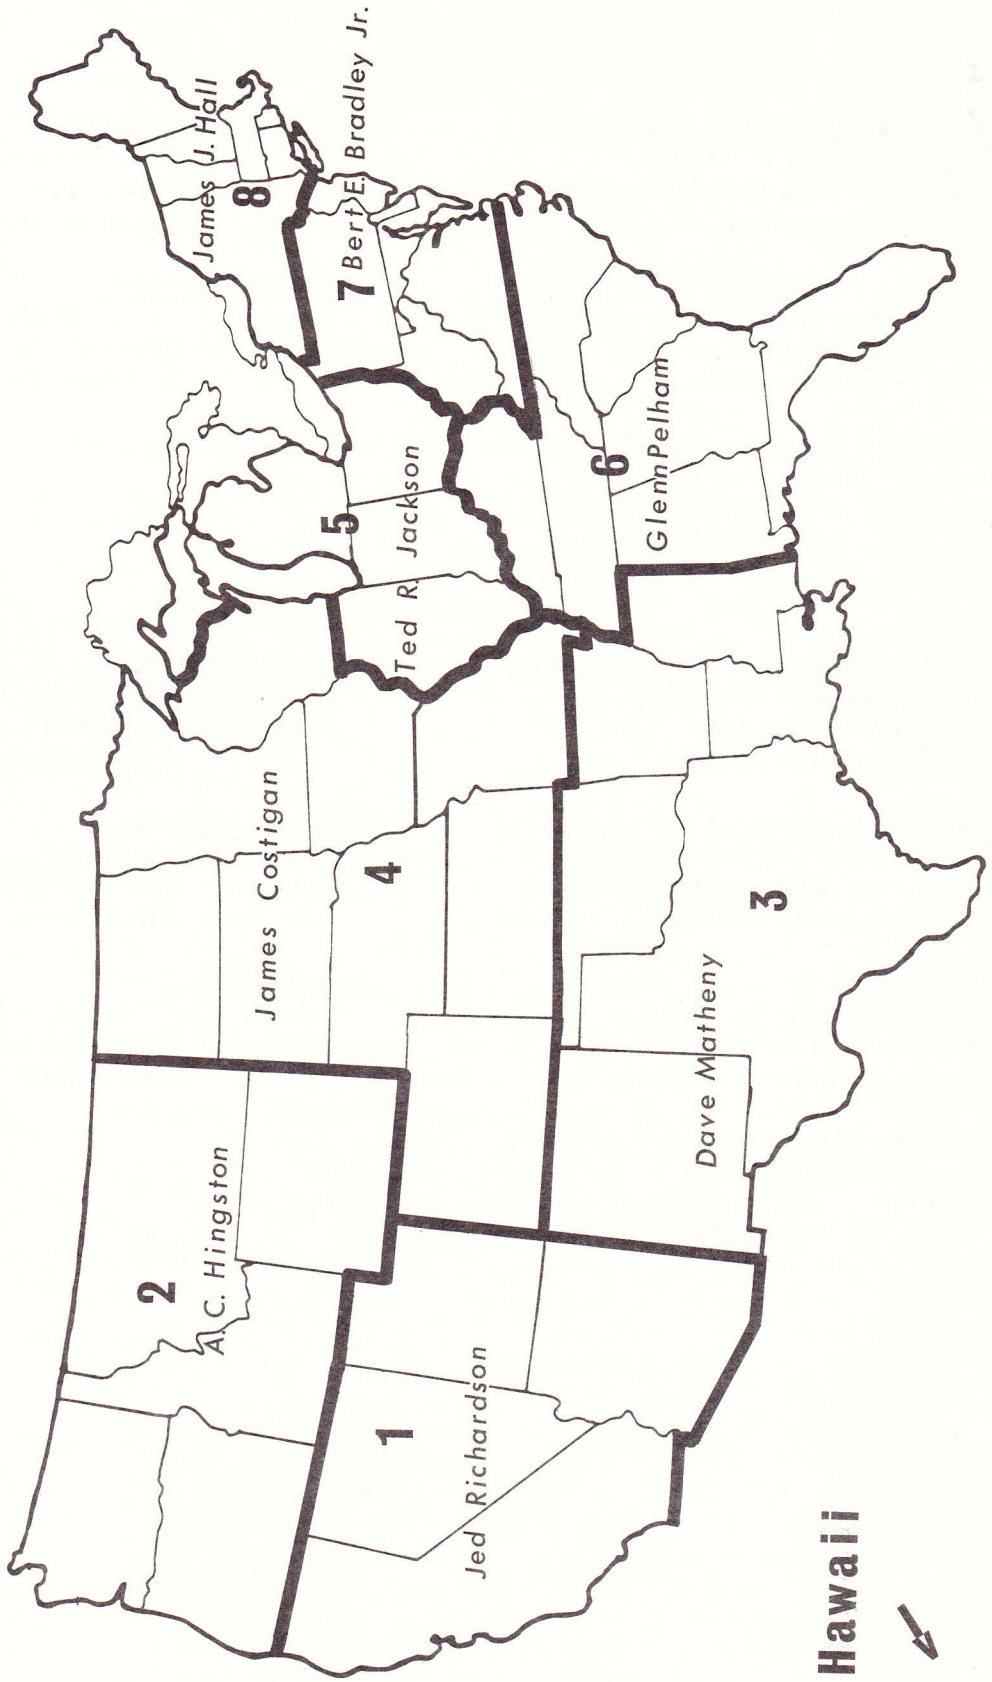 2
A. C. Hingston
James Costigan
4
1
Jed Richardson
Dave Matheny
3
5
Ted R. Jackson
6
Glenn Pelham
7 Bert E. Bradley Jr.
James J. Hall
8
Hawaii